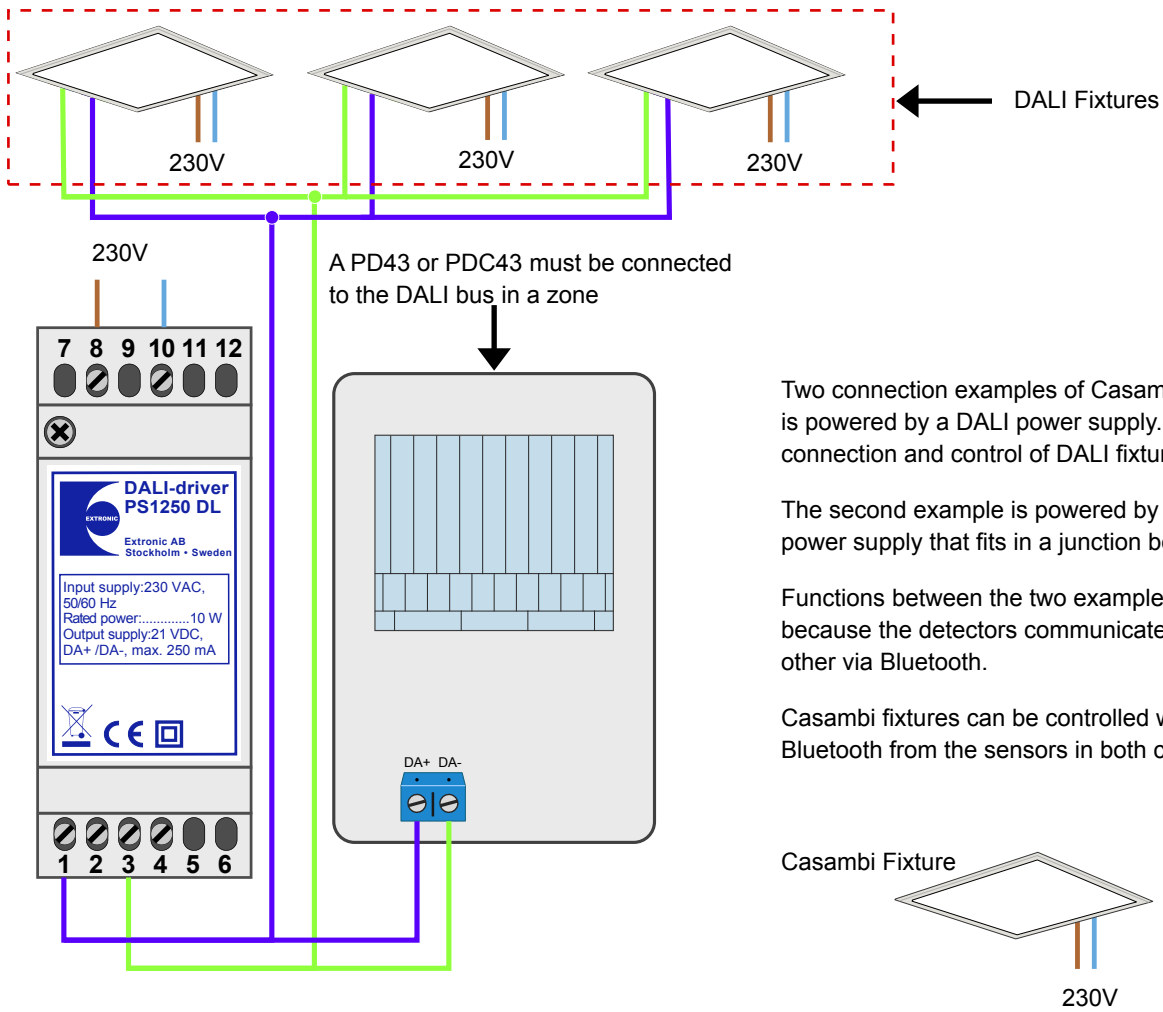 DALI Fixtures
230V
230V
230V
230V
A PD43 or PDC43 must be connected
to the DALI bus in a zone
7 8 9 10 11 12
DALI-driver
PS1250 DL
EXTRONIC
Extronic AB
Stockholm • Sweden
Input supply:230 VAC,
50/60 Hz
Rated power:.............10 W
Output supply:21 VDC,
DA+ /DA-, max. 250 mA
CE
1 2 3 4 5 6
DA+ DA-
Two connection examples of Casam
is powered by a DALI power supply.
connection and control of DALI fixtur
The second example is powered by
power supply that fits in a junction b
Functions between the two example
because the detectors communicate
other via Bluetooth.
Casambi fixtures can be controlled w
Bluetooth from the sensors in both c
Casambi Fixture
230V